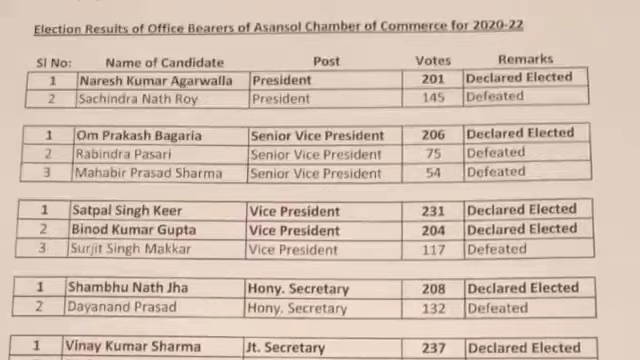 Election Results of Office Bearers of Asansol Chamber of Commerce for 2020-22
Sl No: Name of Candidate Post Votes Remarks
1 Naresh Kumar Agarwalla President 201 Declared Elected
2 Sachindra Nath Roy President 145 Defeated
1 Om Prakash Bagaria Senior Vice President 206 Declared Elected
2 Rabindra Pasari Senior Vice President 75 Defeated
3 Mahabir Prasad Sharma Senior Vice President 54 Defeated
1 Satpal Singh Keer Vice President 231 Declared Elected
2 Binod Kumar Gupta Vice President 204 Declared Elected
3 Surjit Singh Makkar Vice President 117 Defeated
1 Shambhu Nath Jha Hony. Secretary 208 Declared Elected
2 Dayanand Prasad Hony. Secretary 132 Defeated
1 Vinay Kumar Sharma Jt. Secretary 237 Declared Elected